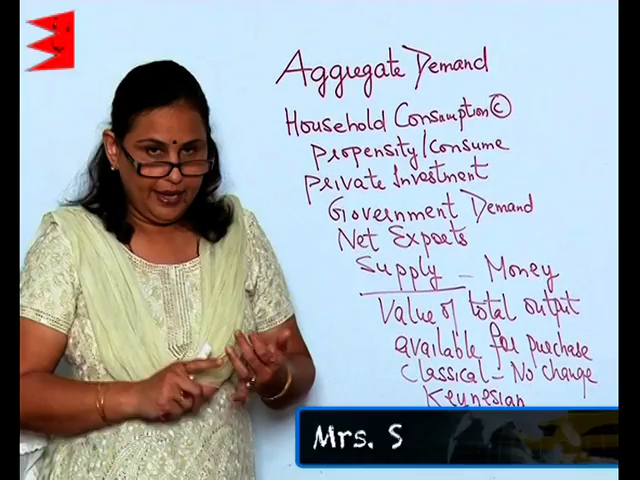 Aggregate Demand
Household Consumption ©
Propensity/Consume
Private Investment
Government Demand
Net Exports
Supply - Money
Value of total output
available for purchase
Classical - No change
Keynesian
Mrs. S